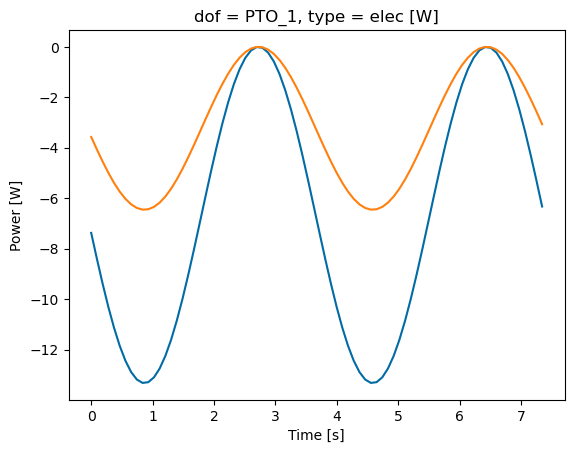 dof = PTO_1, type = elec [W]
0
−2
−4
−6
−8
−10
−12
Power [W]
0 1 2 3 4 5 6 7
Time [s]